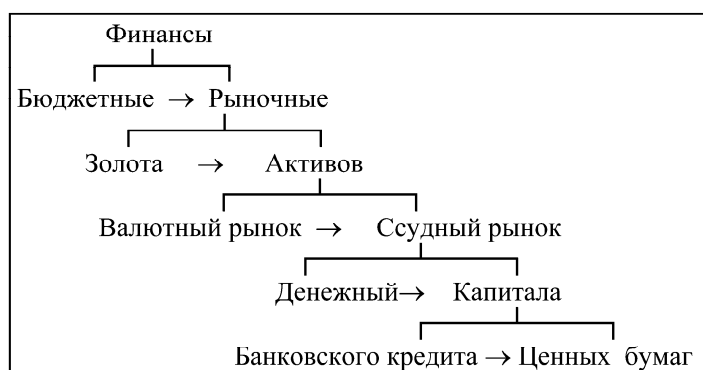 Финансы
Бюджетные → Рыночные
Золота → Активов
Валютный рынок → Ссудный рынок
Денежный → Капитала
Банковского кредита → Ценных бумаг